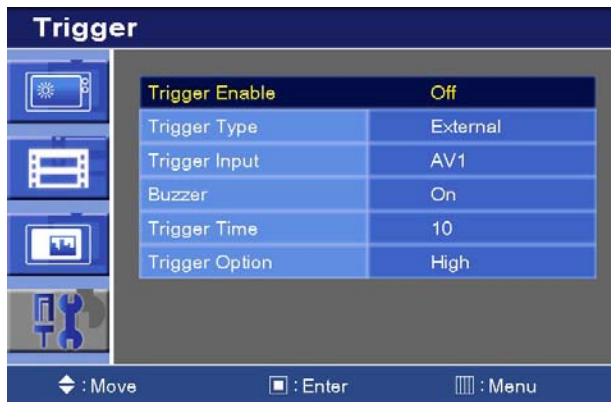 Trigger
Trigger Enable Off
Trigger Type External
Trigger Input AV1
Buzzer On
Trigger Time 10
Trigger Option High
: Move : Enter : Menu